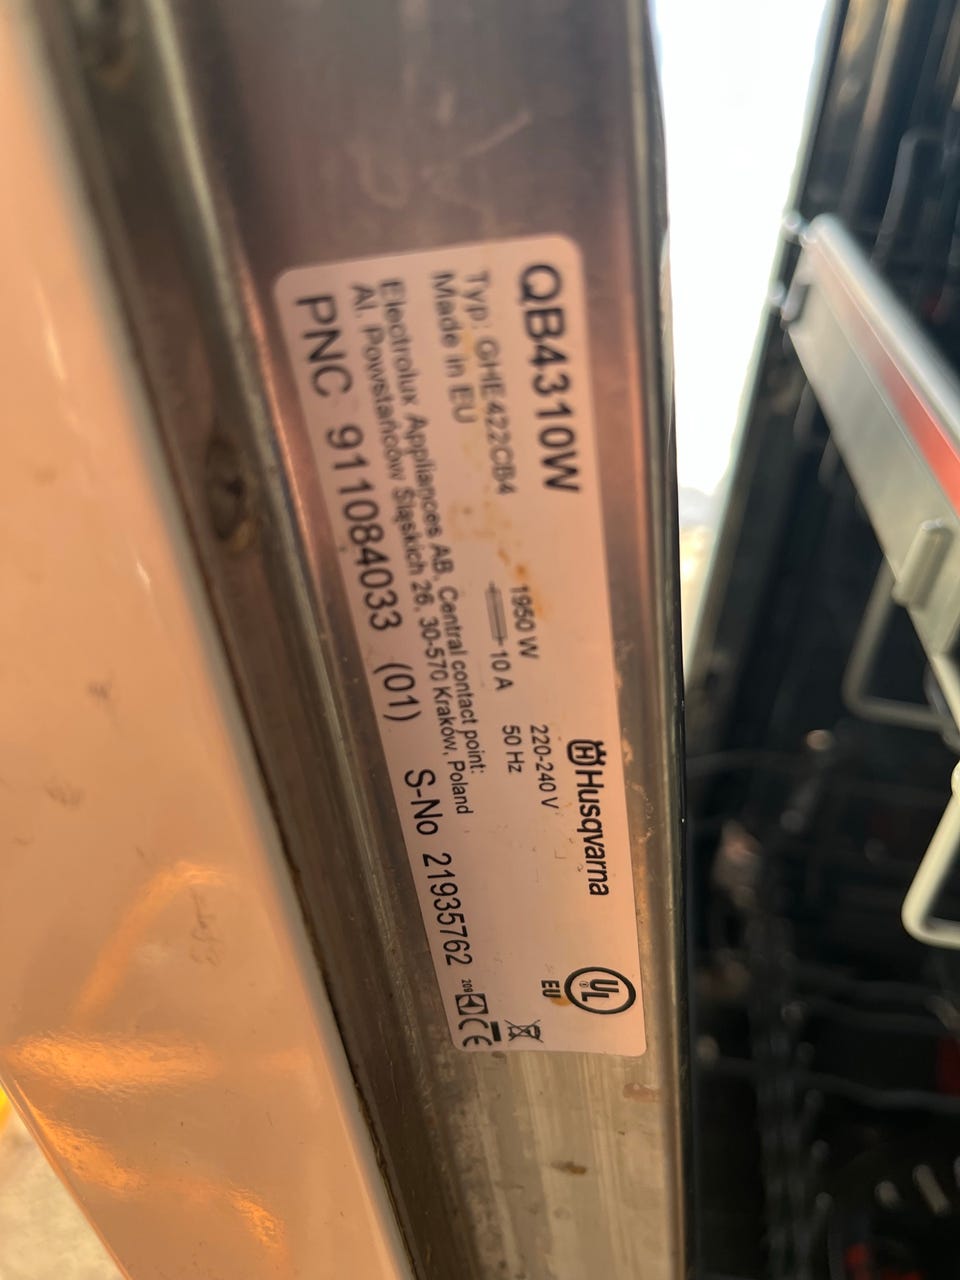 QB4310W
Husqvarna
Typ: GHE422CB4
1950 W
220-240 V
Made in EU
10 A
50 Hz
UL
EU
Electrolux Appliances AB, Central contact point:
Al. Powstańców Śląskich 26, 30-570 Kraków, Poland
PNC 911084033 (01)
S-No 21935762
209
CE